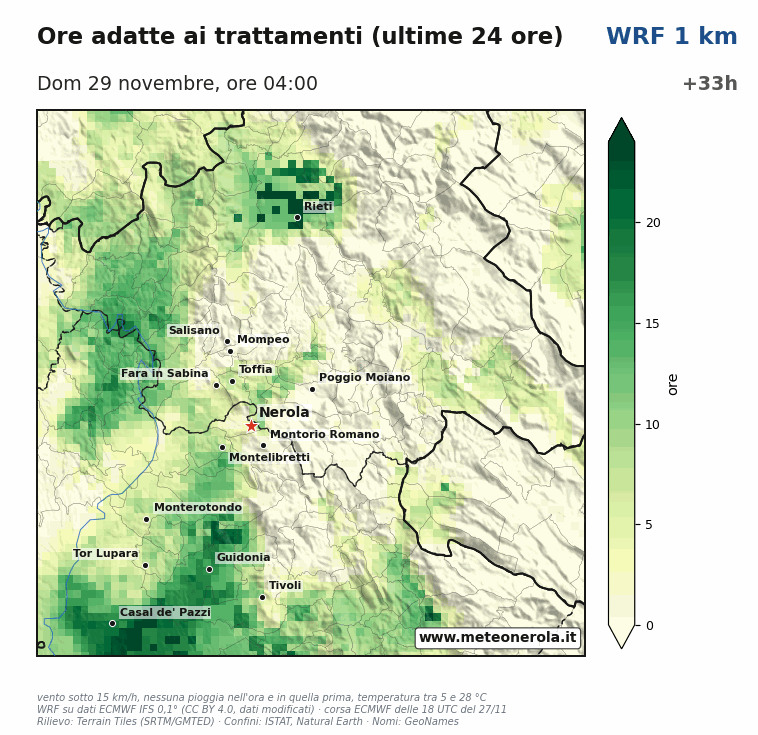 Ore adatte ai trattamenti (ultime 24 ore)
WRF 1 km
Dom 29 novembre, ore 04:00
+33h
Rieti
Salisano
Mompeo
Toffia
Fara in Sabina
Poggio Moiano
Nerola
Montorio Romano
Montelibretti
Monterotondo
Tor Lupara
Guidonia
Tivoli
Casal de' Pazzi
www.meteonerola.it
20
15
10
5
0
ore
vento sotto 15 km/h, nessuna pioggia nell'ora e in quella prima, temperatura tra 5 e 28 °C
WRF su dati ECMWF IFS 0,1° (CC BY 4.0, dati modificati) · corsa ECMWF delle 18 UTC del 27/11
Rilievo: Terrain Tiles (SRTM/GMTED) · Confini: ISTAT, Natural Earth · Nomi: GeoNames